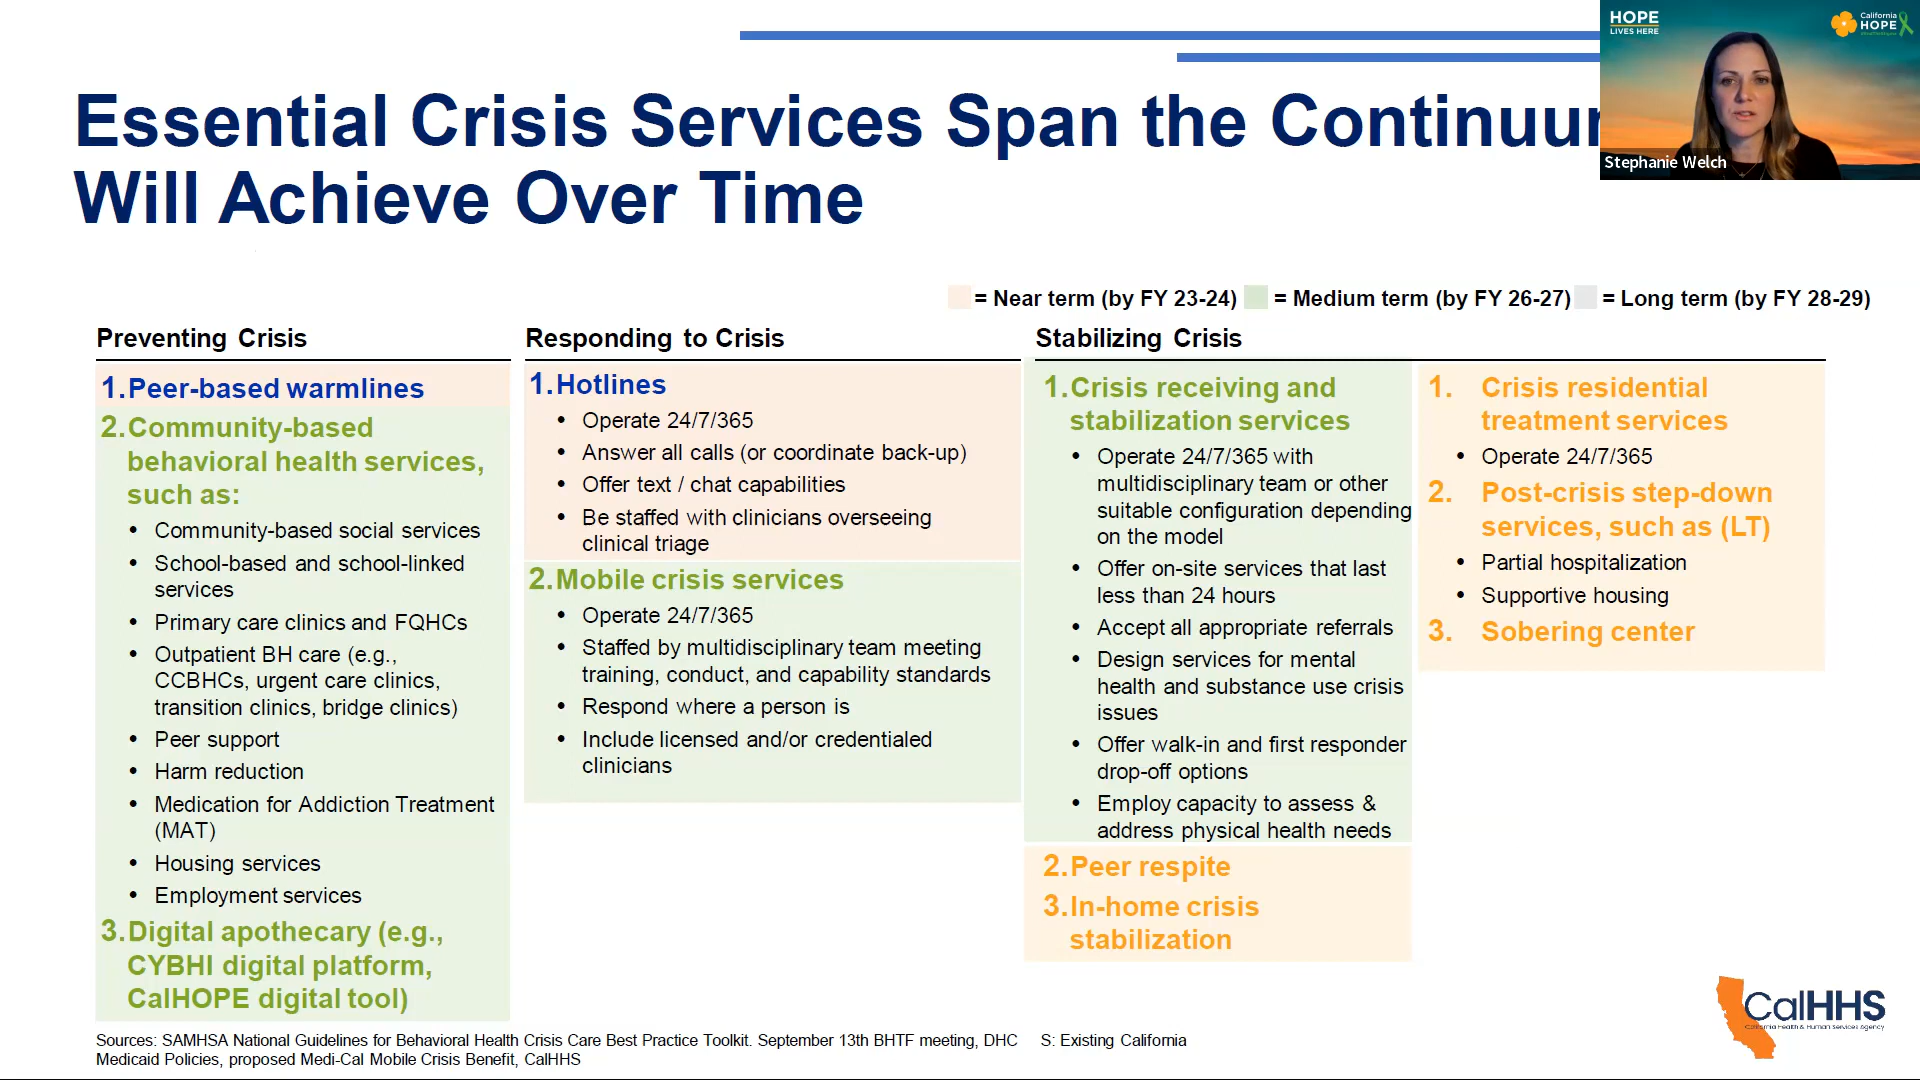 HOPE
LIVES HERE
California
HOPE
Stephanie Welch
Essential Crisis Services Span the Continuum
Will Achieve Over Time
= Near term (by FY 23-24)
= Medium term (by FY 26-27)
= Long term (by FY 28-29)
Preventing Crisis
1. Peer-based warmlines
2. Community-based
behavioral health services,
such as:
• Community-based social services
• School-based and school-linked
services
• Primary care clinics and FQHCs
• Outpatient BH care (e.g.,
CCBHCs, urgent care clinics,
transition clinics, bridge clinics)
• Peer support
• Harm reduction
• Medication for Addiction Treatment
(MAT)
• Housing services
• Employment services
3. Digital apothecary (e.g.,
CYBHI digital platform,
CalHOPE digital tool)
Responding to Crisis
1. Hotlines
• Operate 24/7/365
• Answer all calls (or coordinate back-up)
• Offer text / chat capabilities
• Be staffed with clinicians overseeing
clinical triage
2. Mobile crisis services
• Operate 24/7/365
• Staffed by multidisciplinary team meeting
training, conduct, and capability standards
• Respond where a person is
• Include licensed and/or credentialed
clinicians
Stabilizing Crisis
1. Crisis receiving and
stabilization services
• Operate 24/7/365 with
multidisciplinary team or other
suitable configuration depending
on the model
• Offer on-site services that last
less than 24 hours
• Accept all appropriate referrals
• Design services for mental
health and substance use crisis
issues
• Offer walk-in and first responder
drop-off options
• Employ capacity to assess &
address physical health needs
2. Peer respite
3. In-home crisis
stabilization
1. Crisis residential
treatment services
• Operate 24/7/365
2. Post-crisis step-down
services, such as (LT)
• Partial hospitalization
• Supportive housing
3. Sobering center
Sources: SAMHSA National Guidelines for Behavioral Health Crisis Care Best Practice Toolkit. September 13th BHTF meeting, DHC S: Existing California
Medicaid Policies, proposed Medi-Cal Mobile Crisis Benefit, CalHHS
CalHHS
California Health & Human Services Agency